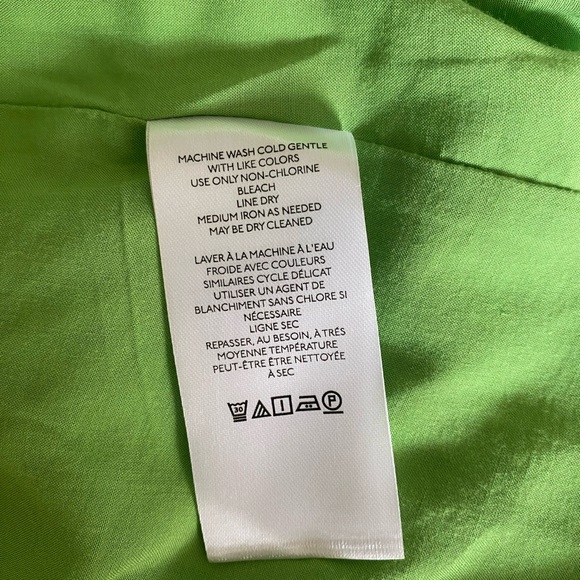 MACHINE WASH COLD GENTLE
WITH LIKE COLORS
USE ONLY NON-CHLORINE
BLEACH
LINE DRY
MEDIUM IRON AS NEEDED
MAY BE DRY CLEANED
LAVER À LA MACHINE À L'EAU
FROIDE AVEC COULEURS
SIMILAIRES CYCLE DÉLICAT
UTILISER UN AGENT DE
BLANCHIMENT SANS CHLORE SI
NÉCESSAIRE
LIGNE SEC
REPASSER, AU BESOIN, À TRÉS
MOYENNE TEMPÉRATURE
PEUT-ÊTRE ÊTRE NETTOYÉE
À SEC
30 P